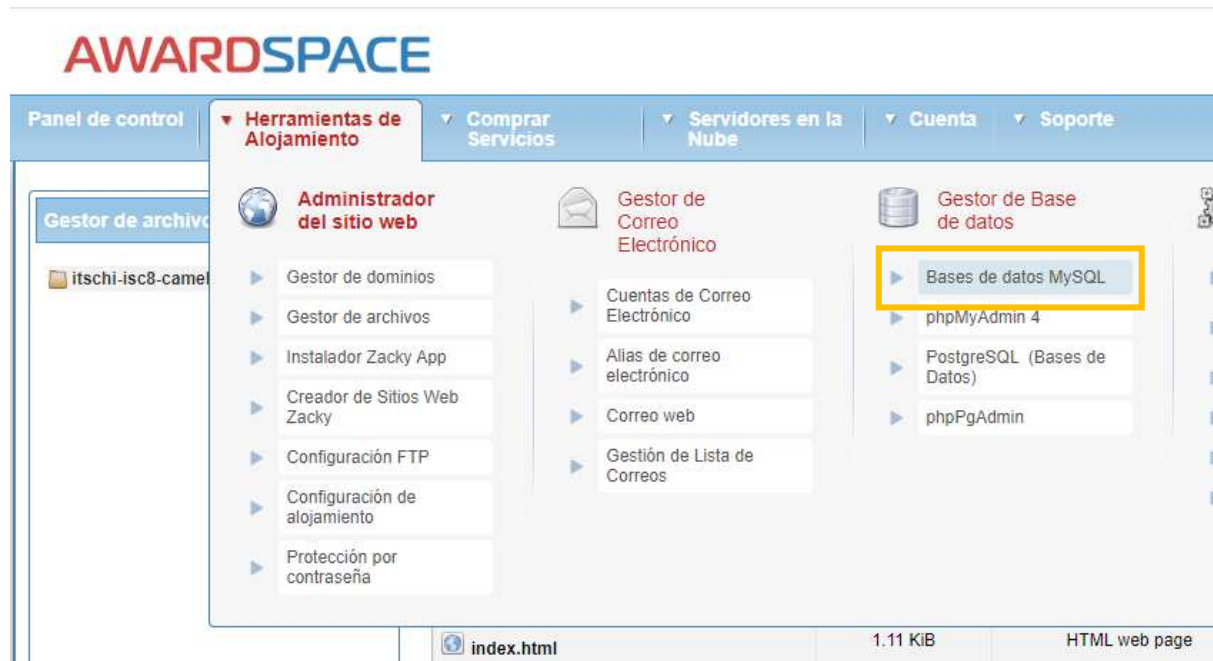 AWARDSPACE
Panel de control
Herramientas de
Alojamiento
Comprar
Servicios
Servidores en la
Nube
Cuenta
Soporte
Gestor de archivo
itschi-isc8-camel
Administrador
del sitio web
Gestor de dominios
Gestor de archivos
Instalador Zacky App
Creador de Sitios Web
Zacky
Configuración FTP
Configuración de
alojamiento
Protección por
contraseña
Gestor de
Correo
Electrónico
Cuentas de Correo
Electrónico
Alias de correo
electrónico
Correo web
Gestión de Lista de
Correos
Gestor de Base
de datos
Bases de datos MySQL
phpMyAdmin 4
PostgreSQL (Bases de
Datos)
phpPgAdmin
index.html 1.11 KiB HTML web page